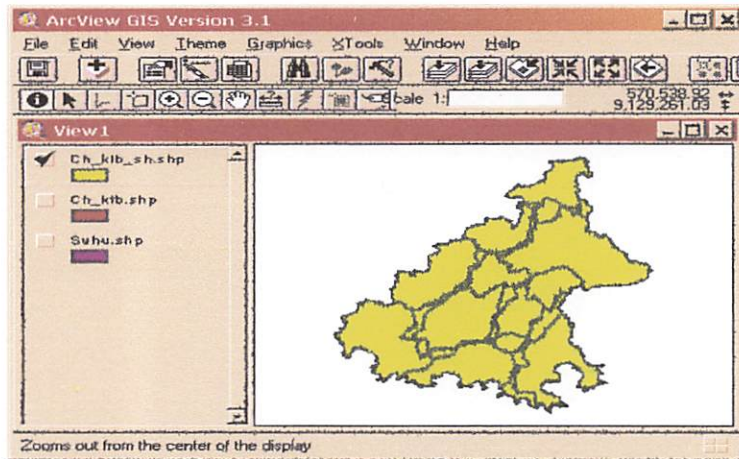 ArcView GIS Version 3.1
File Edit View Theme Graphics XTools Window Help
Scale 1:
570,538.92
9,129,261.03
View1
Ch_klb_sh.shp
Ch_ktb.shp
Suhu.shp
Zooms out from the center of the display